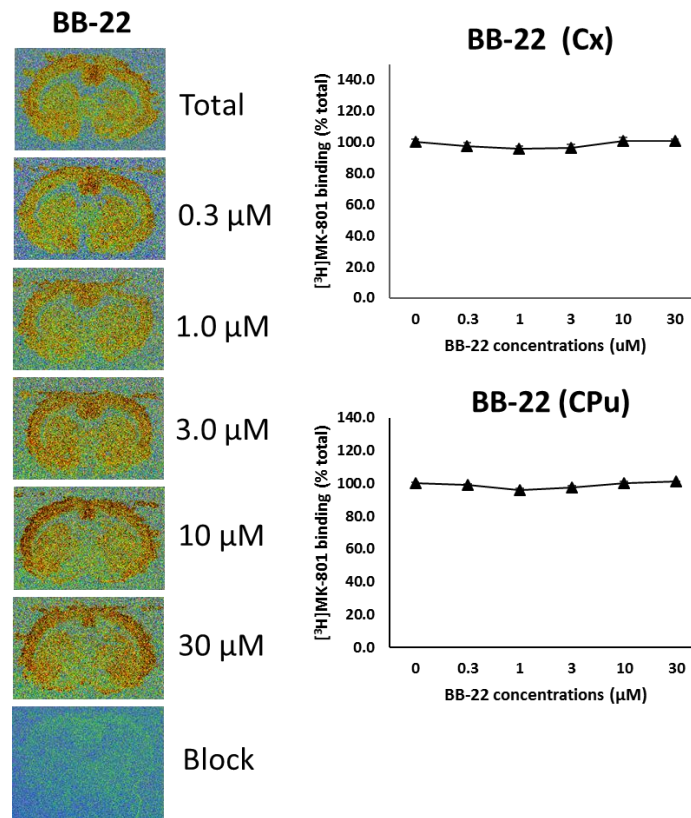 BB-22
Total
0.3 µM
1.0 µM
3.0 µM
10 µM
30 µM
Block
BB-22 (Cx)
[³H]MK-801 binding (% total)
140.0
120.0
100.0
80.0
60.0
40.0
20.0
0.0
0 0.3 1 3 10 30
BB-22 concentrations (uM)
BB-22 (CPu)
[³H]MK-801 binding (% total)
140.0
120.0
100.0
80.0
60.0
40.0
20.0
0.0
0 0.3 1 3 10 30
BB-22 concentrations (µM)